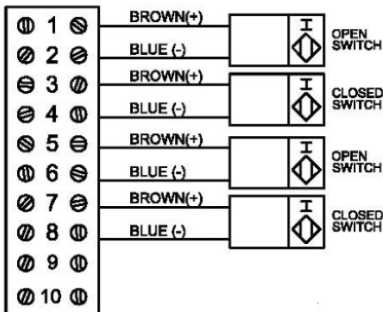 1 BROWN(+)
OPEN
SWITCH
2 BLUE (-)
3 BROWN(+)
CLOSED
SWITCH
4 BLUE (-)
5 BROWN(+)
OPEN
SWITCH
6 BLUE (-)
7 BROWN(+)
CLOSED
SWITCH
8 BLUE (-)
9
10